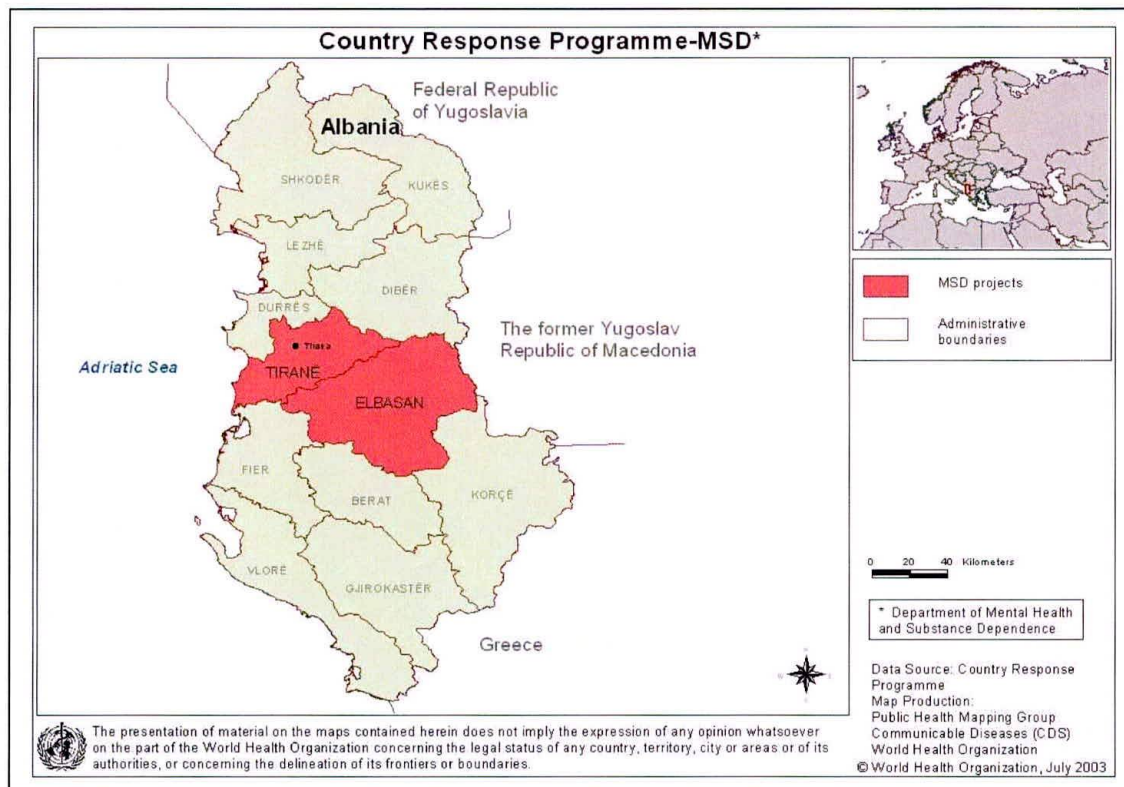 Country Response Programme-MSD*
Federal Republic
of Yugoslavia
Albania
SHKODËR
KUKËS
LEZHË
DIBËR
DURRËS
The former Yugoslav
Republic of Macedonia
Adriatic Sea
TIRANË
ELBASAN
FIER
BERAT
KORÇË
VLORË
GJIROKASTËR
Greece
MSD projects
Administrative
boundaries
0 20 40 Kilometers
* Department of Mental Health
and Substance Dependence
Data Source: Country Response
Programme
Map Production:
Public Health Mapping Group
Communicable Diseases (CDS)
World Health Organization
© World Health Organization, July 2003
The presentation of material on the maps contained herein does not imply the expression of any opinion whatsoever
on the part of the World Health Organization concerning the legal status of any country, territory, city or areas or of its
authorities, or concerning the delineation of its frontiers or boundaries.